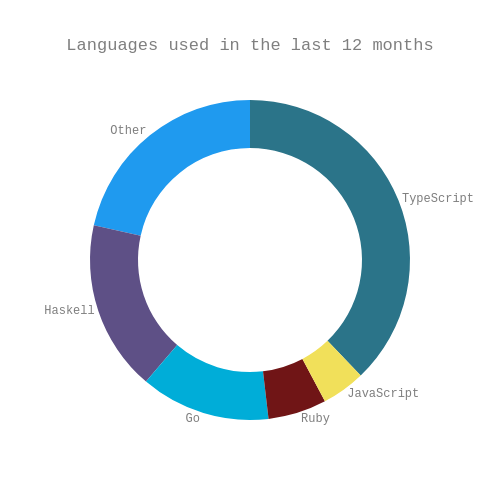 Languages used in the last 12 months
Other
TypeScript
Haskell
JavaScript
Go
Ruby